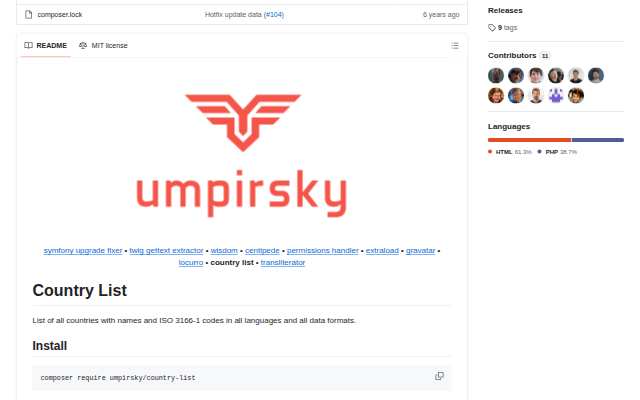 composer.lock Hotfix update data (#104) 6 years ago
README MIT license
umpirsky
symfony upgrade fixer • twig gettext extractor • wisdom • centipede • permissions handler • extraload • gravatar •
locurro • country list • transliterator
Country List
List of all countries with names and ISO 3166-1 codes in all languages and all data formats.
Install
composer require umpirsky/country-list
Releases
9 tags
Contributors 11
Languages
HTML 61.3% PHP 38.7%